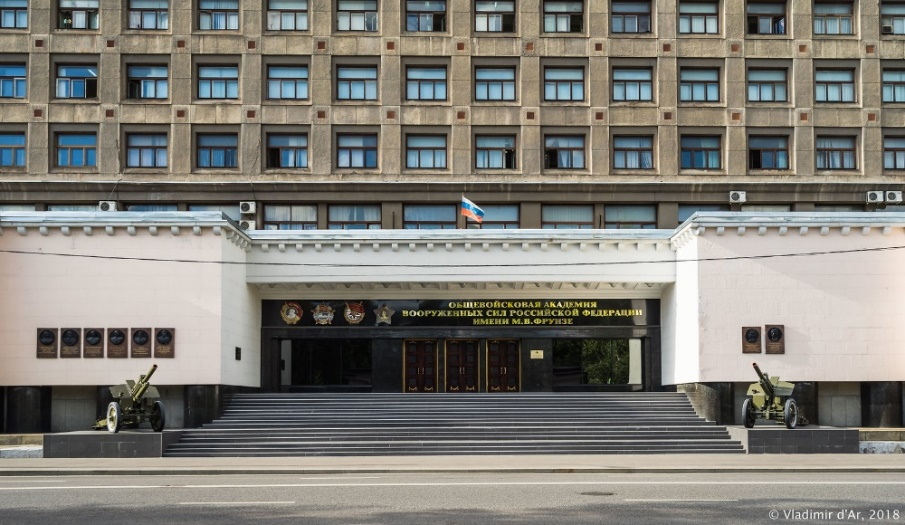 ОБЩЕВОЙСКОВАЯ АКАДЕМИЯ
ВООРУЖЕННЫХ СИЛ РОССИЙСКОЙ ФЕДЕРАЦИИ
ИМЕНИ М.В.ФРУНЗЕ
© Vladimir d'Ar, 2018